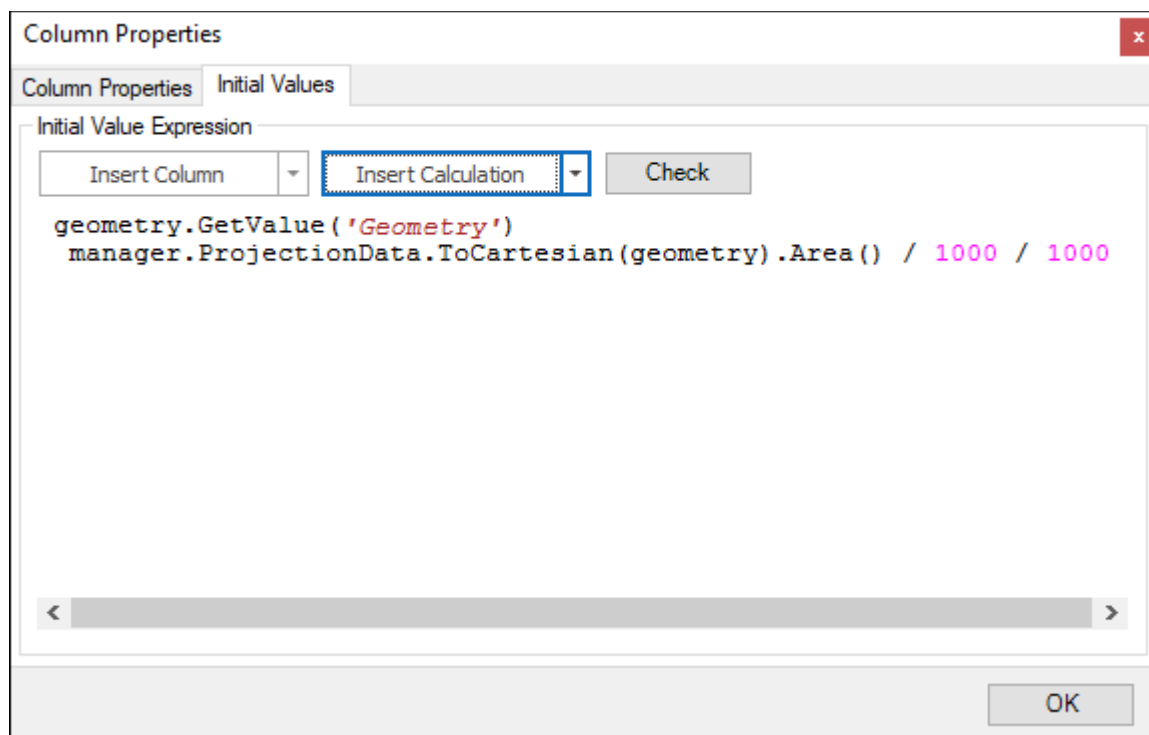 Column Properties
x
Column Properties Initial Values
Initial Value Expression
Insert Column Insert Calculation Check
geometry.GetValue('Geometry')
manager.ProjectionData.ToCartesian(geometry).Area() / 1000 / 1000
OK